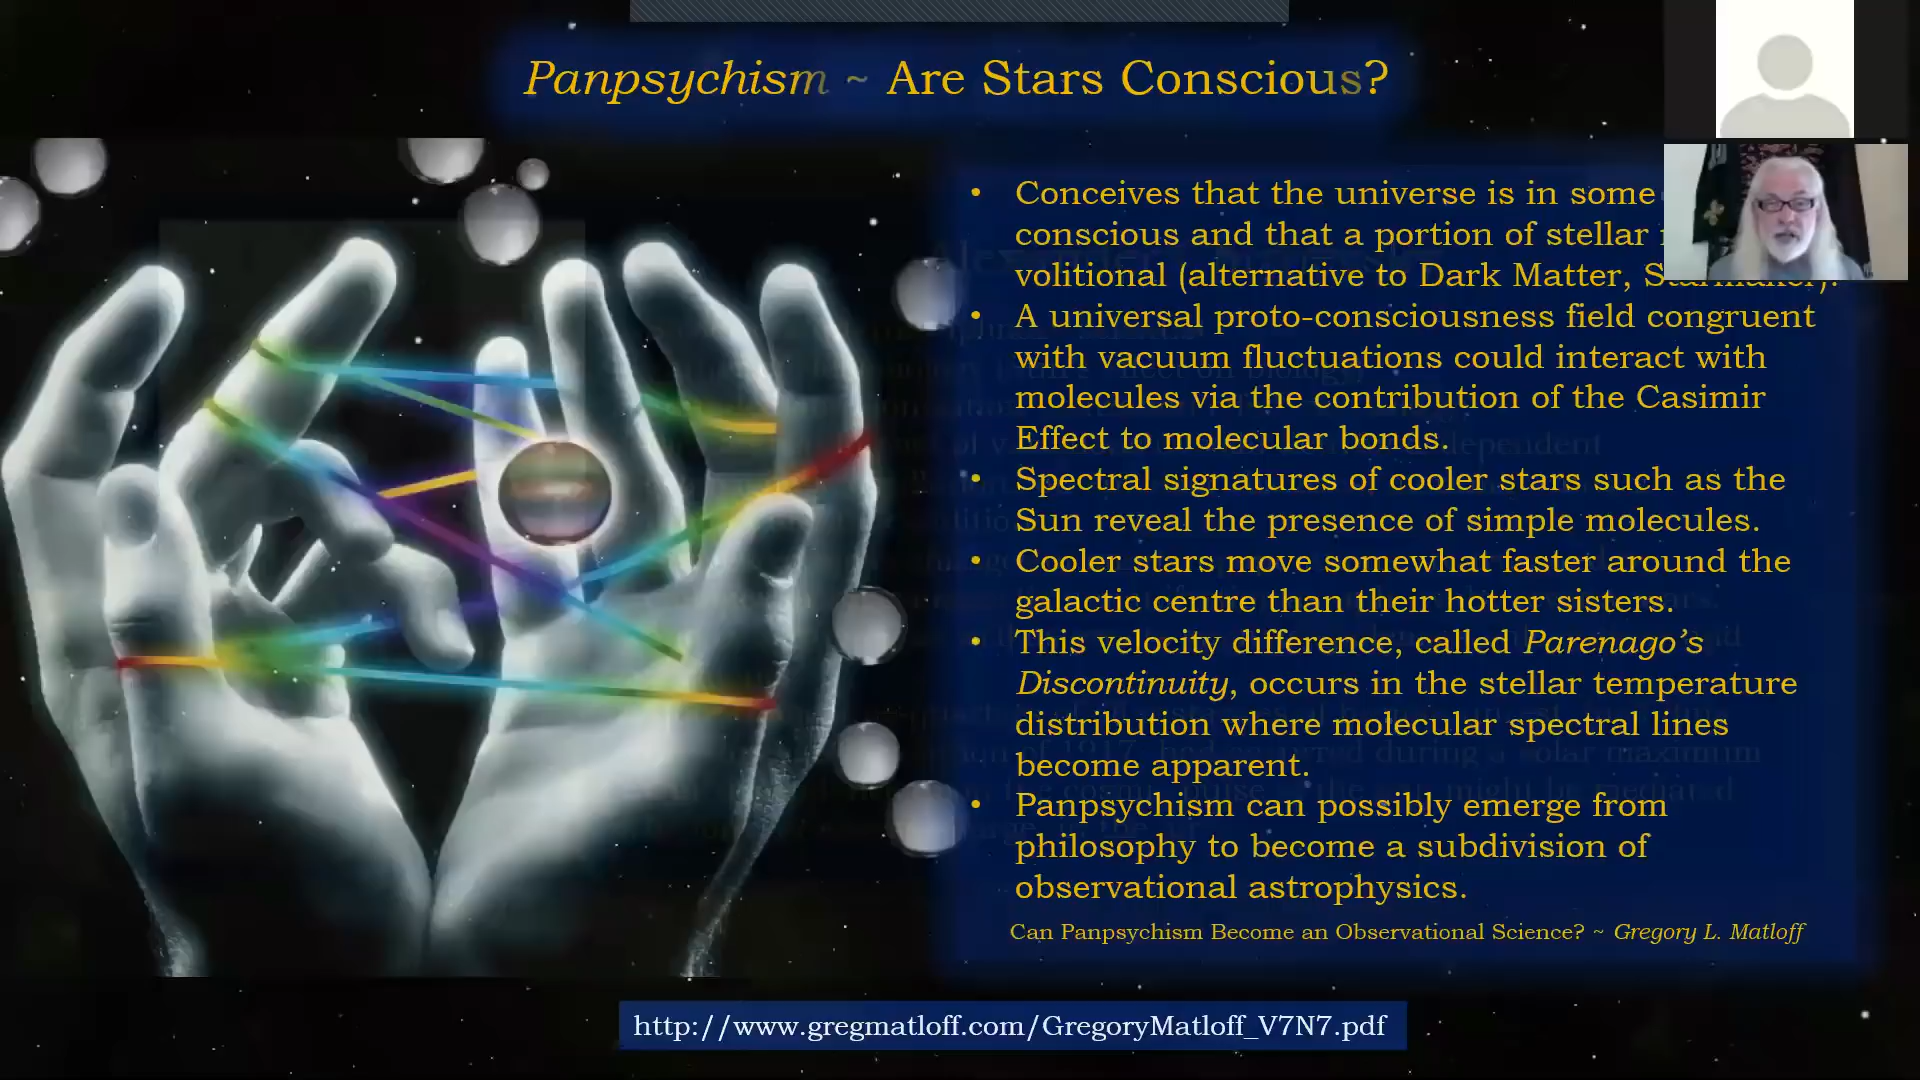 Panpsychism ~ Are Stars Conscious?
• Conceives that the universe is in some
conscious and that a portion of stellar
volitional (alternative to Dark Matter, Starmaker).
• A universal proto-consciousness field congruent
with vacuum fluctuations could interact with
molecules via the contribution of the Casimir
Effect to molecular bonds.
• Spectral signatures of cooler stars such as the
Sun reveal the presence of simple molecules.
• Cooler stars move somewhat faster around the
galactic centre than their hotter sisters.
• This velocity difference, called Parenago’s
Discontinuity, occurs in the stellar temperature
distribution where molecular spectral lines
become apparent.
• Panpsychism can possibly emerge from
philosophy to become a subdivision of
observational astrophysics.
Can Panpsychism Become an Observational Science? ~ Gregory L. Matloff
http://www.gregmatloff.com/GregoryMatloff_V7N7.pdf